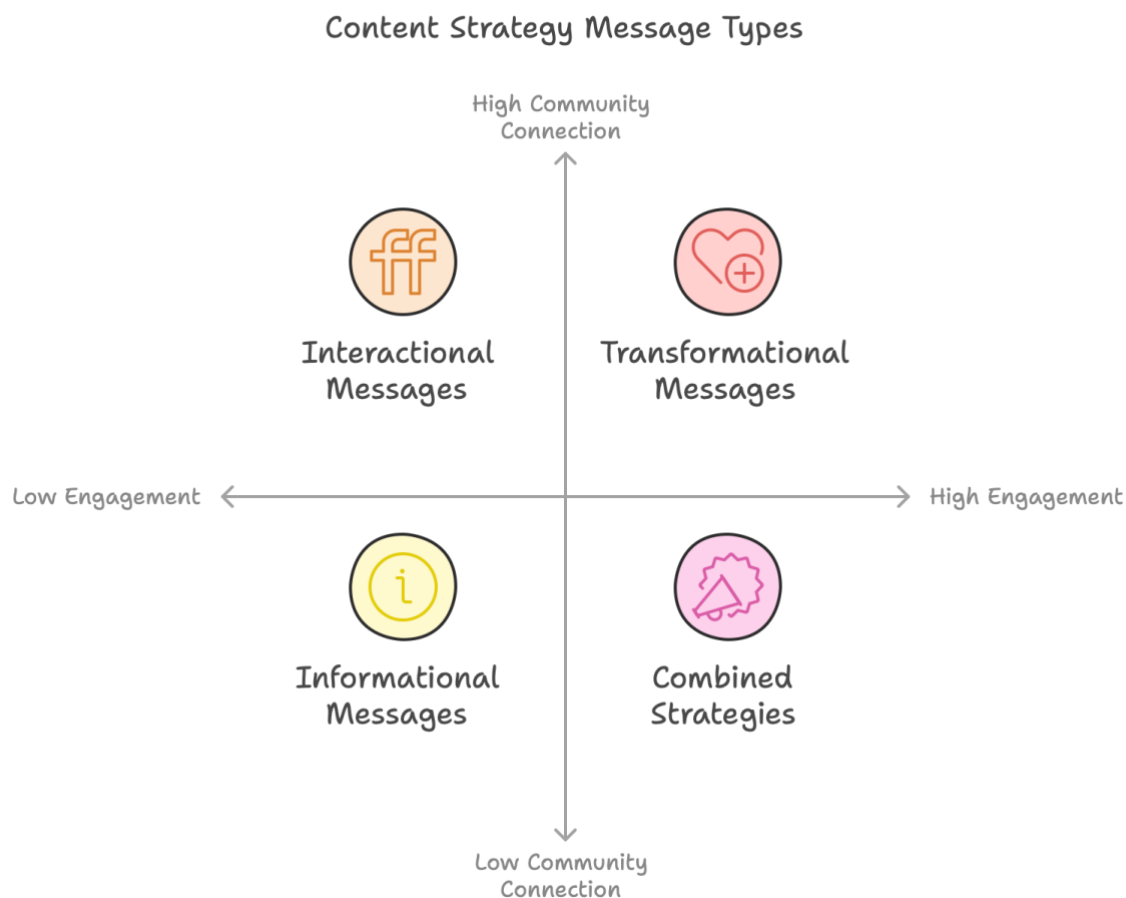 Content Strategy Message Types
High Community
Connection
ff
Interactional
Messages
Transformational
Messages
Low Engagement
High Engagement
i
Informational
Messages
Combined
Strategies
Low Community
Connection